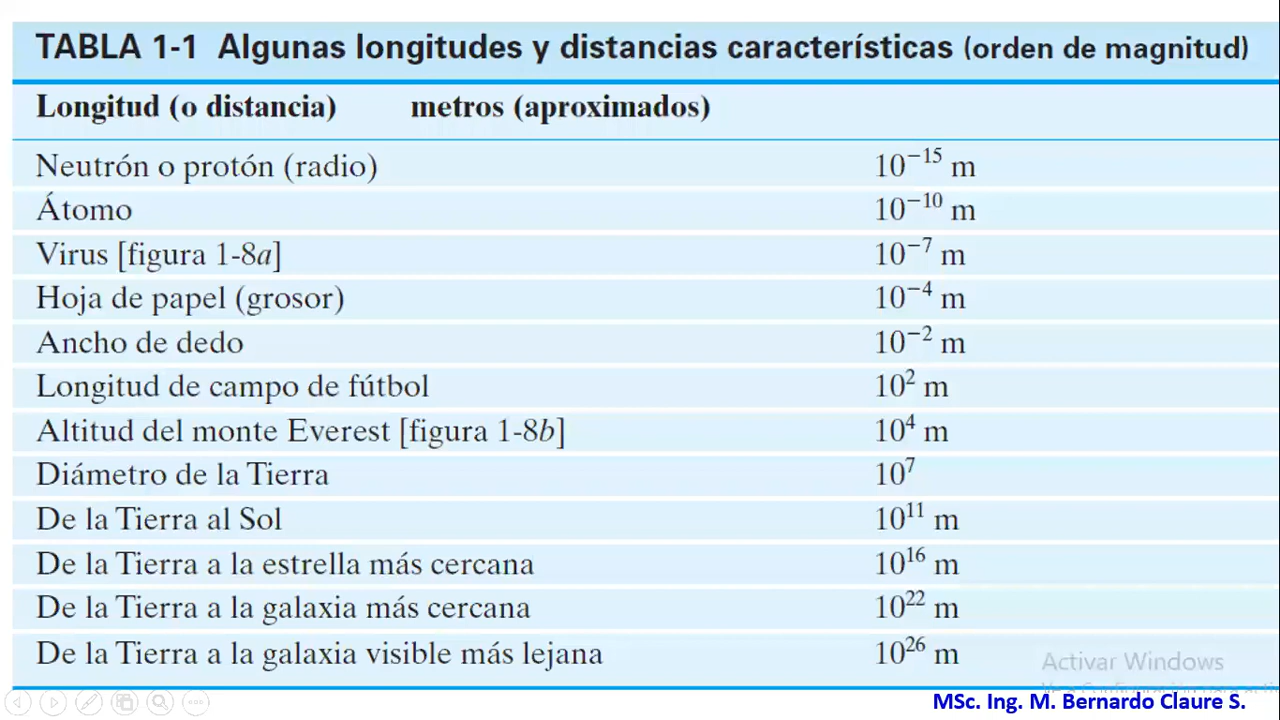 TABLA 1-1 Algunas longitudes y distancias características (orden de magnitud)
Longitud (o distancia) metros (aproximados)
Neutrón o protón (radio) 10⁻¹⁵ m
Átomo 10⁻¹⁰ m
Virus [figura 1-8a] 10⁻⁷ m
Hoja de papel (grosor) 10⁻⁴ m
Ancho de dedo 10⁻² m
Longitud de campo de fútbol 10² m
Altitud del monte Everest [figura 1-8b] 10⁴ m
Diámetro de la Tierra 10⁷
De la Tierra al Sol 10¹¹ m
De la Tierra a la estrella más cercana 10¹⁶ m
De la Tierra a la galaxia más cercana 10²² m
De la Tierra a la galaxia visible más lejana 10²⁶ m
Activar Windows
MSc. Ing. M. Bernardo Claure S.